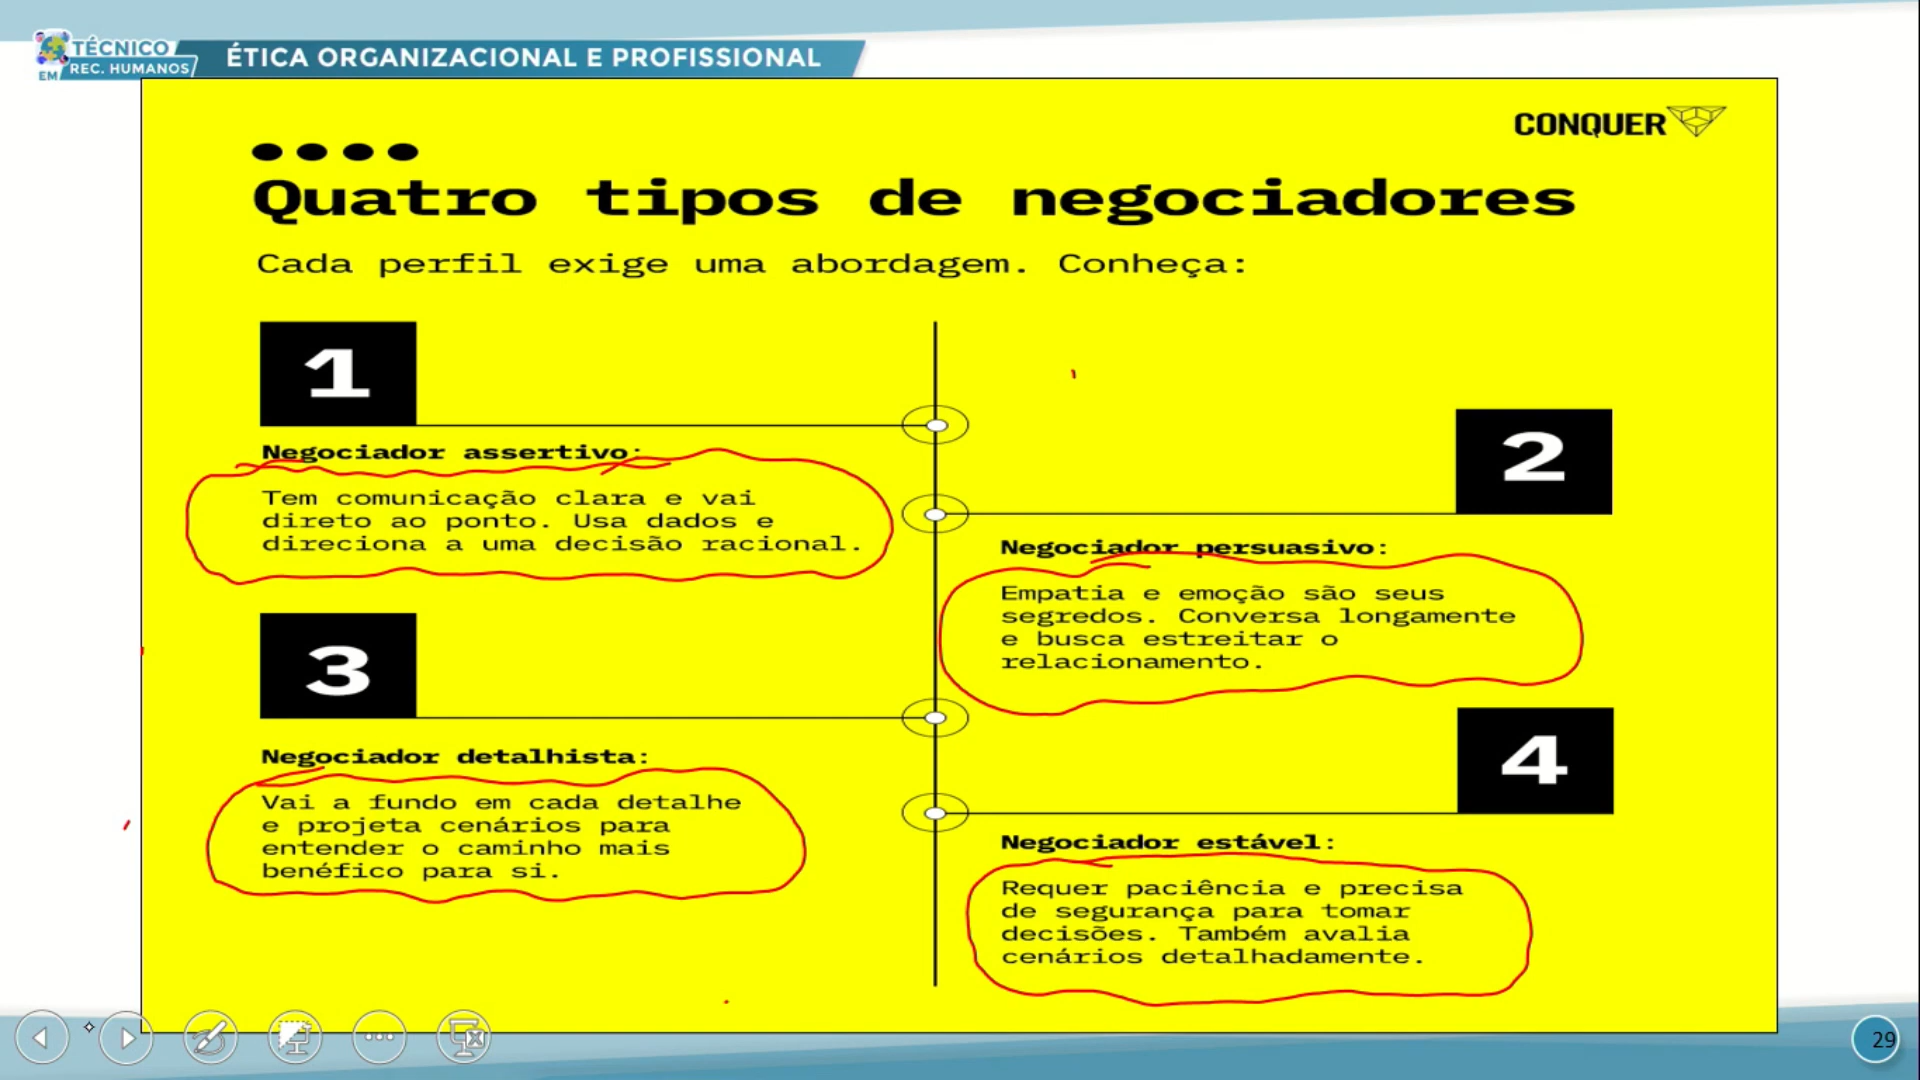 TÉCNICO
EM REC. HUMANOS
ÉTICA ORGANIZACIONAL E PROFISSIONAL
CONQUER
Quatro tipos de negociadores
Cada perfil exige uma abordagem. Conheça:
1
Negociador assertivo:
Tem comunicação clara e vai
direto ao ponto. Usa dados e
direciona a uma decisão racional.
2
Negociador persuasivo:
Empatia e emoção são seus
segredos. Conversa longamente
e busca estreitar o
relacionamento.
3
Negociador detalhista:
Vai a fundo em cada detalhe
e projeta cenários para
entender o caminho mais
benéfico para si.
4
Negociador estável:
Requer paciência e precisa
de segurança para tomar
decisões. Também avalia
cenários detalhadamente.
29